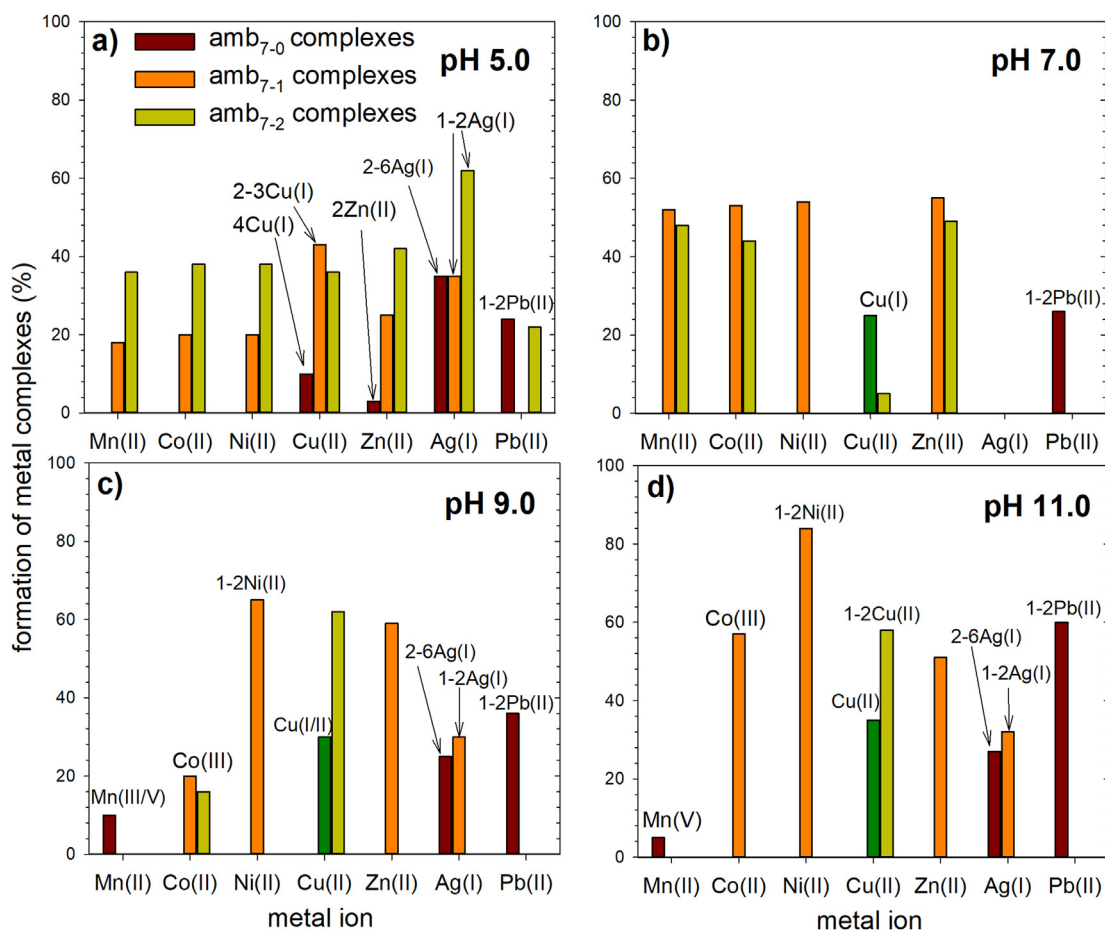 a)
amb7-0 complexes
amb7-1 complexes
amb7-2 complexes
pH 5.0
1-2Ag(I)
2-6Ag(I)
2-3Cu(I)
2Zn(II)
4Cu(I)
1-2Pb(II)
100
80
60
40
20
0
Mn(II) Co(II) Ni(II) Cu(II) Zn(II) Ag(I) Pb(II)
b)
pH 7.0
Cu(I)
1-2Pb(II)
100
80
60
40
20
0
Mn(II) Co(II) Ni(II) Cu(II) Zn(II) Ag(I) Pb(II)
formation of metal complexes (%)
c)
pH 9.0
1-2Ni(II)
2-6Ag(I)
1-2Ag(I)
1-2Pb(II)
Cu(I/II)
Co(III)
Mn(III/V)
100
80
60
40
20
0
Mn(II) Co(II) Ni(II) Cu(II) Zn(II) Ag(I) Pb(II)
metal ion
d)
pH 11.0
1-2Ni(II)
1-2Cu(II)
1-2Pb(II)
Co(III)
2-6Ag(I)
1-2Ag(I)
Cu(II)
Mn(V)
100
80
60
40
20
0
Mn(II) Co(II) Ni(II) Cu(II) Zn(II) Ag(I) Pb(II)
metal ion